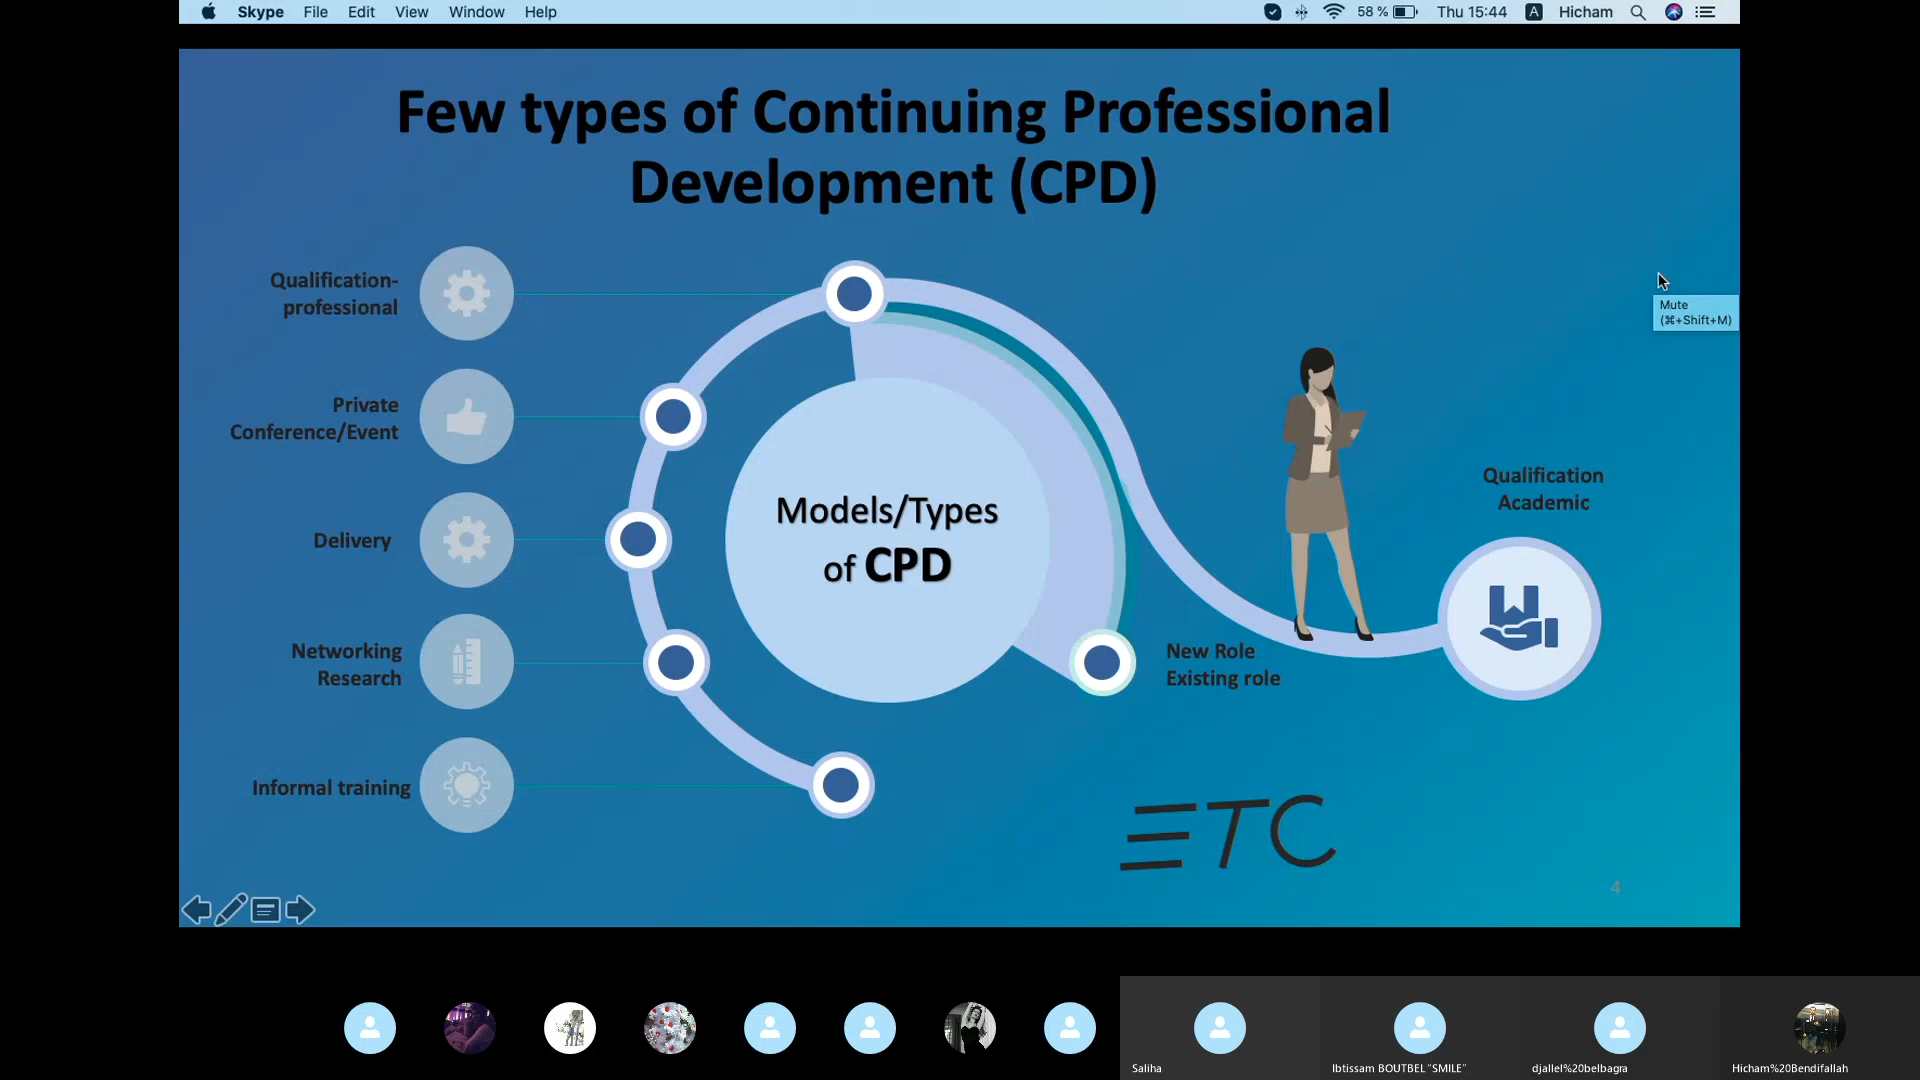 Skype File Edit View Window Help
58 % Thu 15:44 A Hicham
Few types of Continuing Professional
Development (CPD)
Qualification-
professional
Private
Conference/Event
Delivery
Networking
Research
Informal training
Models/Types
of CPD
New Role
Existing role
Qualification
Academic
Mute
(⌘+Shift+M)
ETC
4
Saliha
Ibtissam BOUTBEL “SMILE”
djallel%20belbagra
Hicham%20Bendifallah